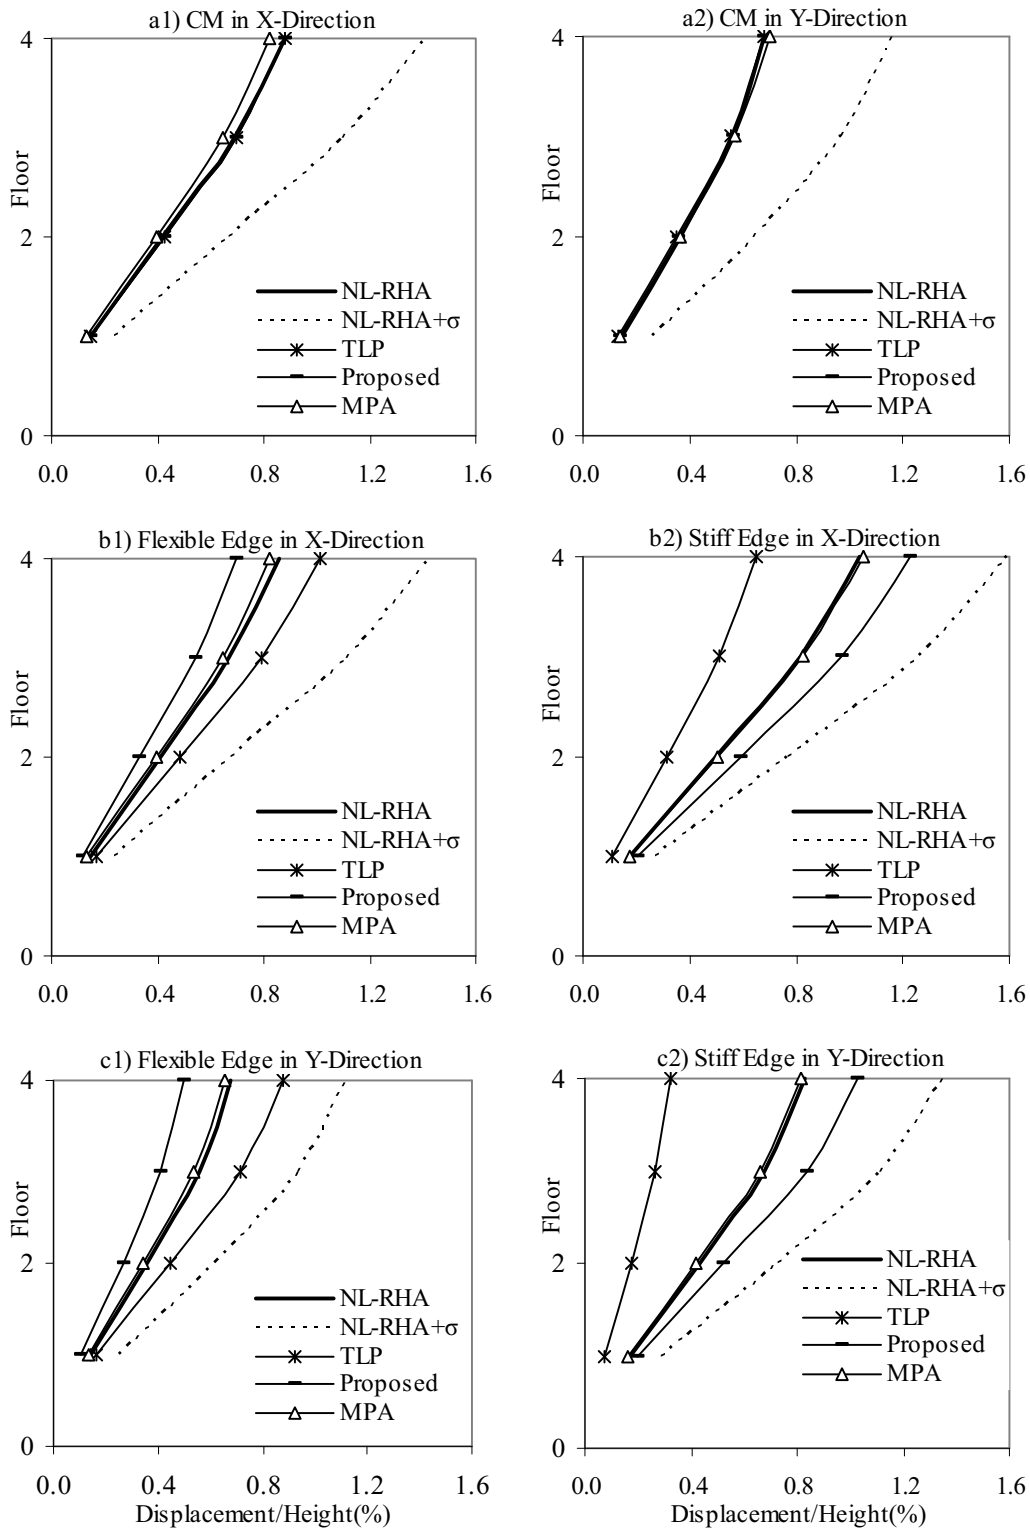 a1) CM in X-Direction
4
2
0
Floor
NL-RHA
NL-RHA+σ
TLP
Proposed
MPA
0.0 0.4 0.8 1.2 1.6
a2) CM in Y-Direction
4
2
0
Floor
NL-RHA
NL-RHA+σ
TLP
Proposed
MPA
0.0 0.4 0.8 1.2 1.6
b1) Flexible Edge in X-Direction
4
2
0
Floor
NL-RHA
NL-RHA+σ
TLP
Proposed
MPA
0.0 0.4 0.8 1.2 1.6
b2) Stiff Edge in X-Direction
4
2
0
Floor
NL-RHA
NL-RHA+σ
TLP
Proposed
MPA
0.0 0.4 0.8 1.2 1.6
c1) Flexible Edge in Y-Direction
4
2
0
Floor
NL-RHA
NL-RHA+σ
TLP
Proposed
MPA
0.0 0.4 0.8 1.2 1.6
Displacement/Height(%)
c2) Stiff Edge in Y-Direction
4
2
0
Floor
NL-RHA
NL-RHA+σ
TLP
Proposed
MPA
0.0 0.4 0.8 1.2 1.6
Displacement/Height(%)